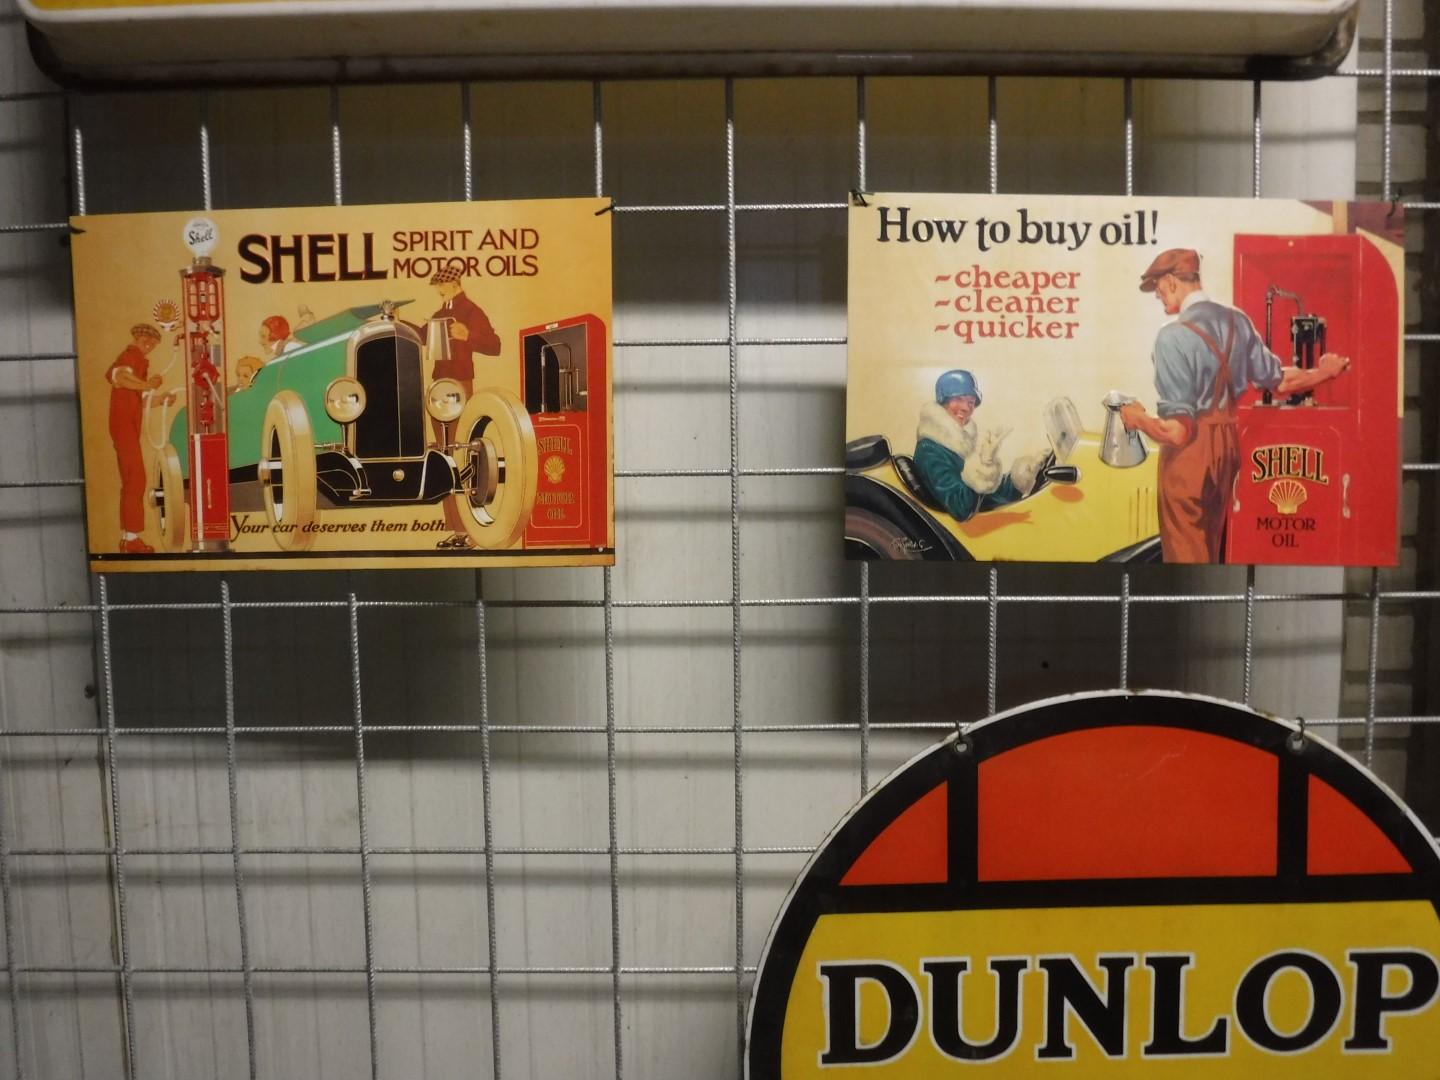 Shell
SHELL SPIRIT AND
MOTOR OILS
SHELL
MOTOR
OIL
Your car deserves them both
How to buy oil!
~cheaper
~cleaner
~quicker
SHELL
MOTOR
OIL
DUNLOP